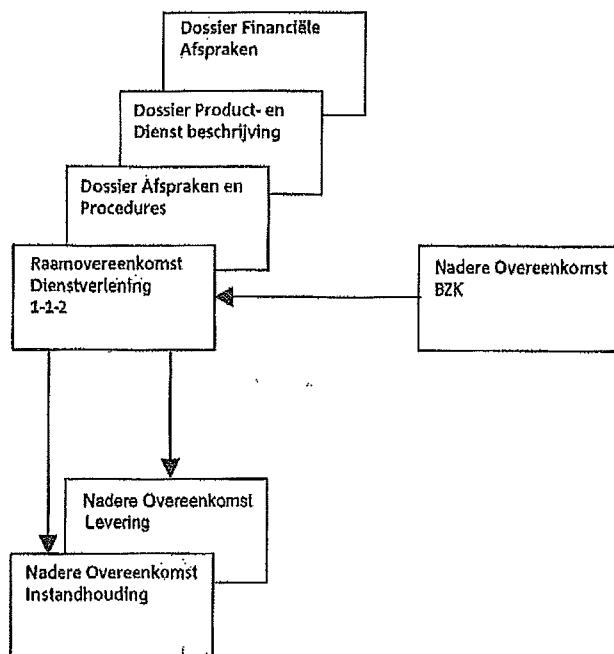 Dossier Financiële
Afspraken
Dossier Product- en
Dienst beschrijving
Dossier Afspraken en
Procedures
Raamovereenkomst
Dienstverlening
1-1-2
Nadere Overeenkomst
BZK
Nadere Overeenkomst
Levering
Nadere Overeenkomst
Instandhouding